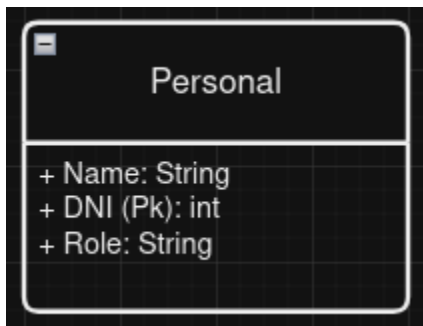 Personal
+ Name: String
+ DNI (Pk): int
+ Role: String